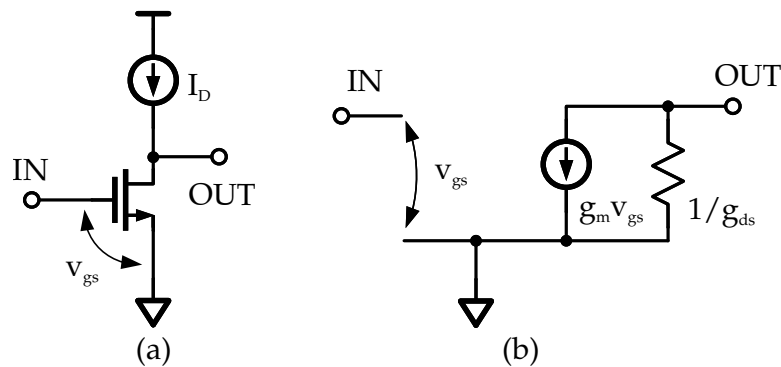 I_D
IN
OUT
v_gs
(a)
IN
OUT
v_gs
g_m v_gs
1/g_ds
(b)